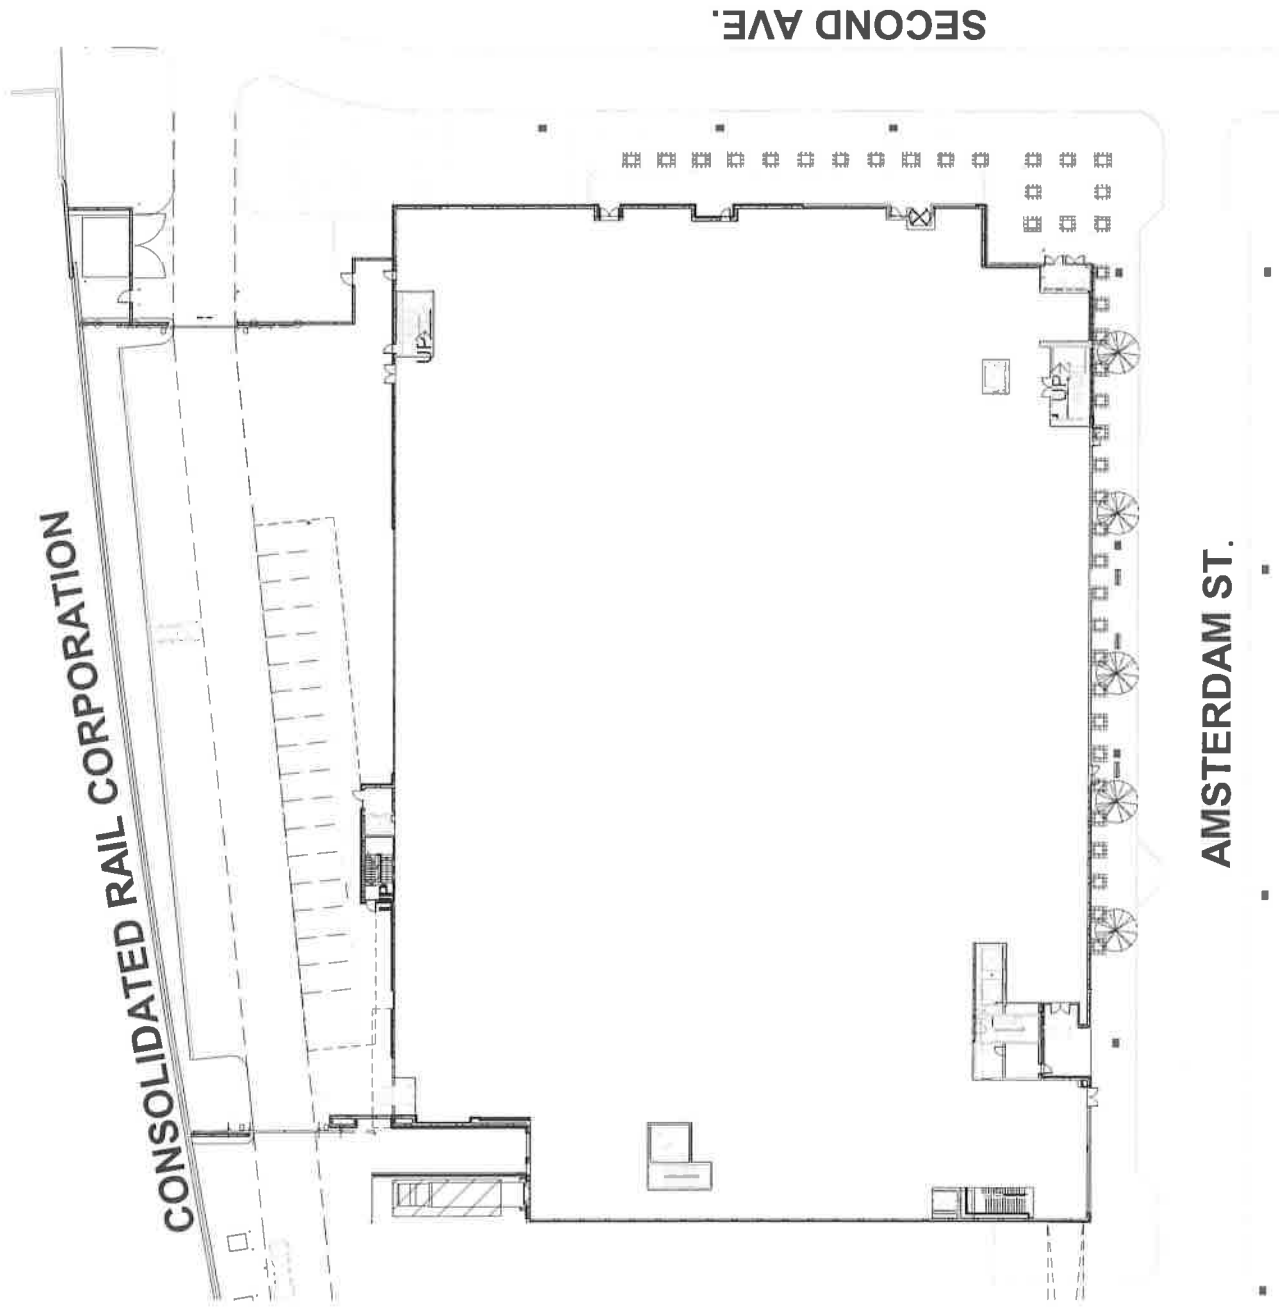 SECOND AVE.
CONSOLIDATED RAIL CORPORATION
AMSTERDAM ST.
UP
UP
UP